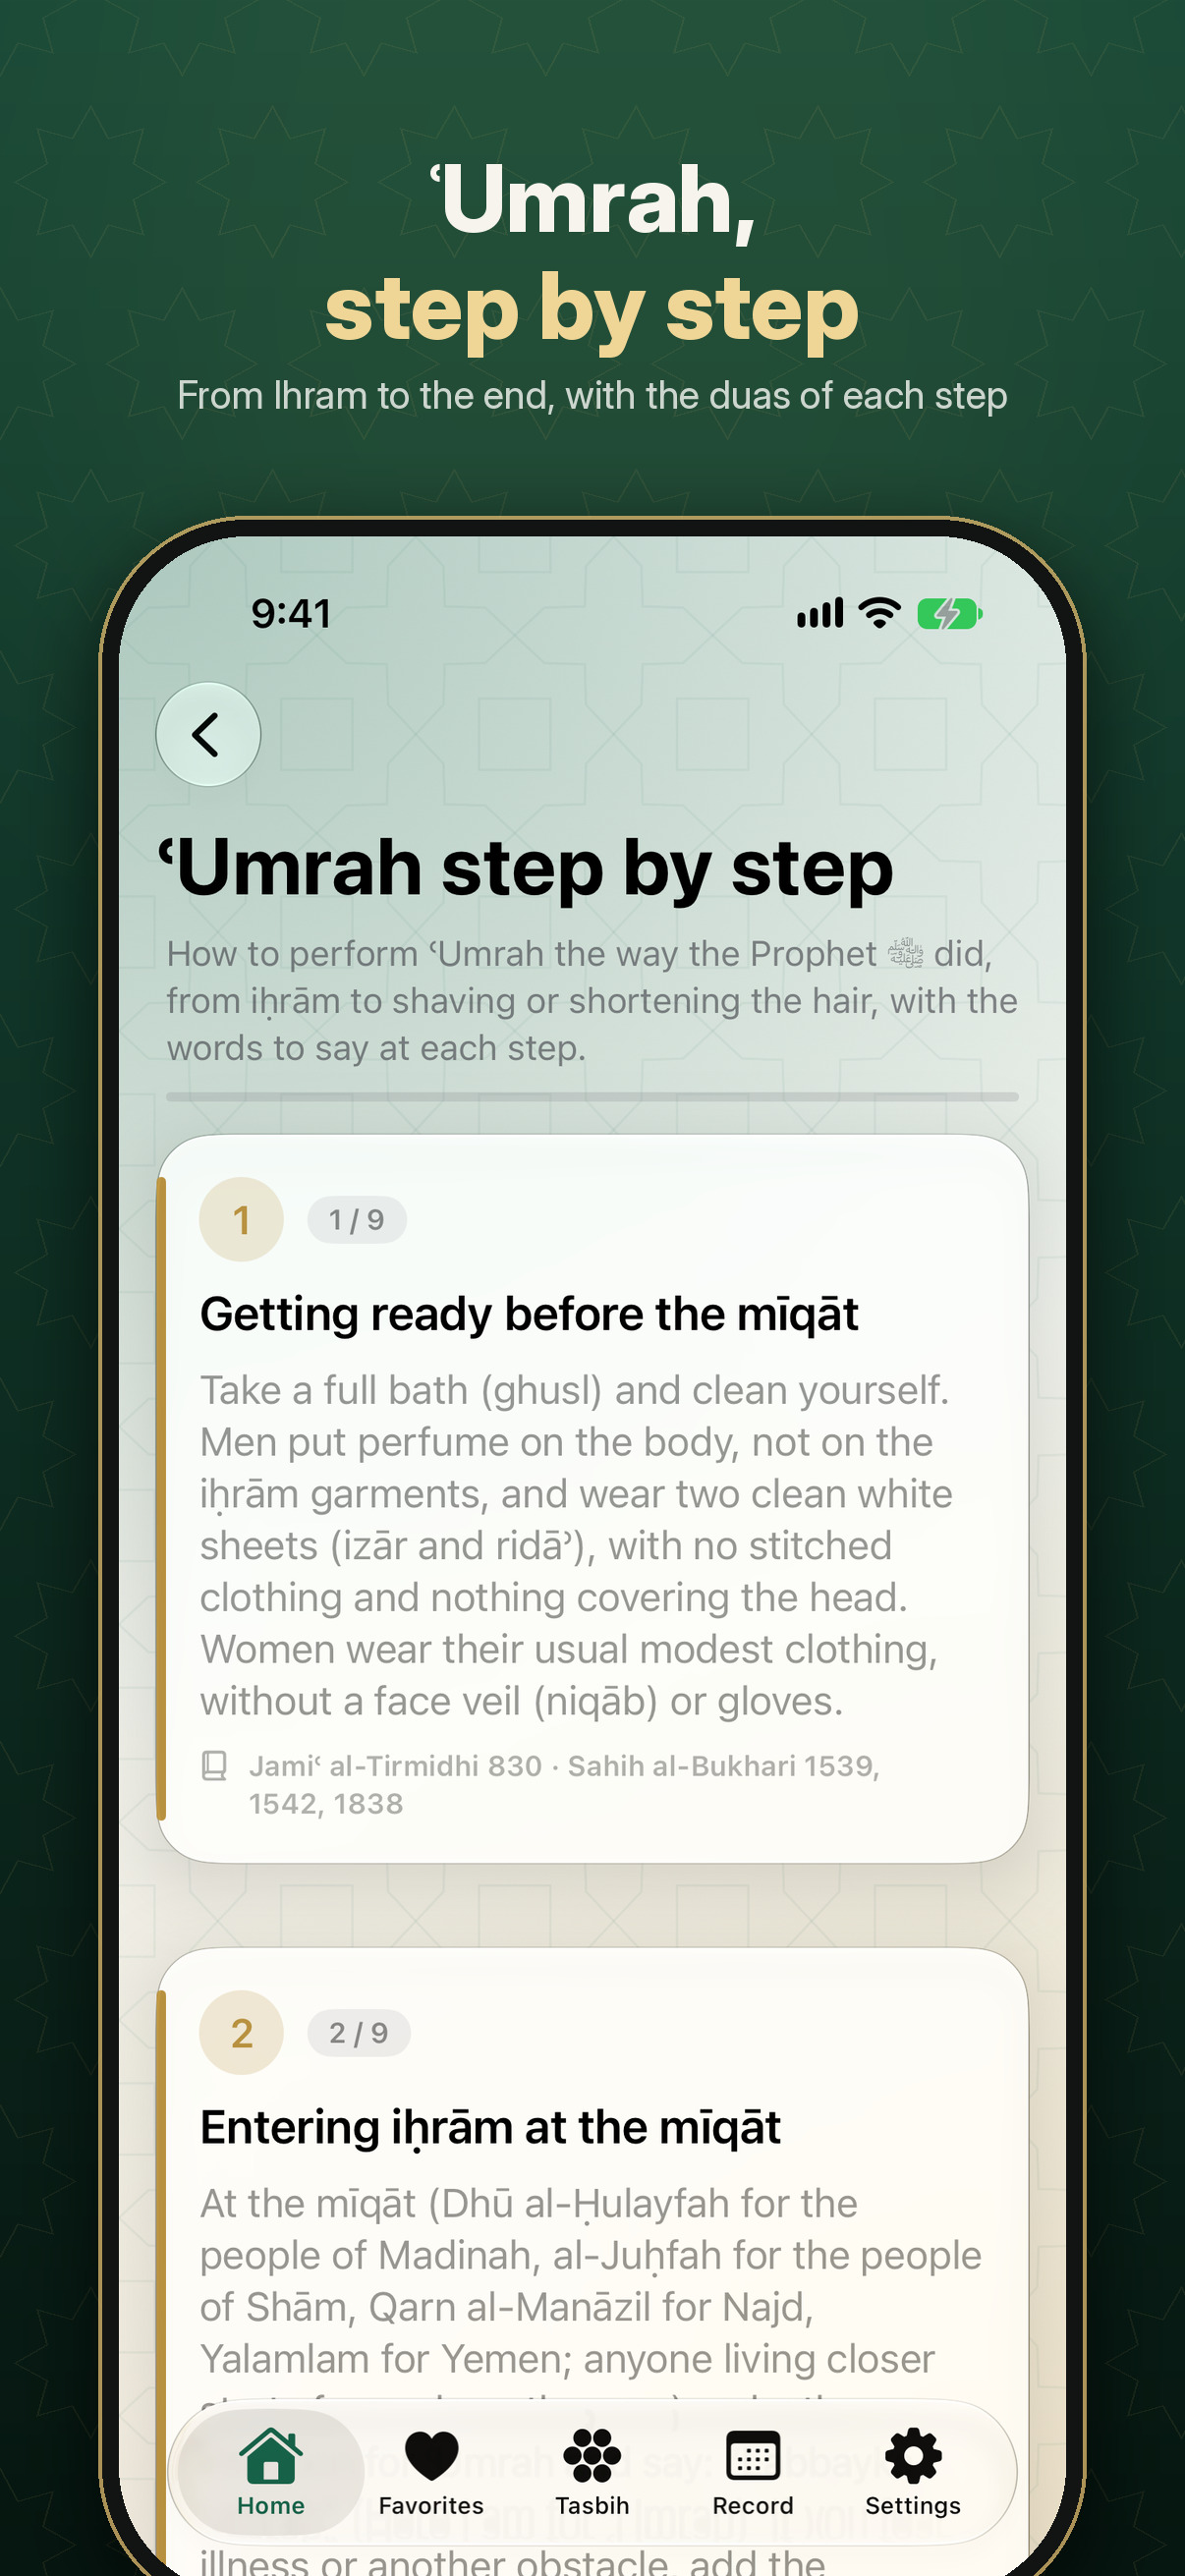 ʿUmrah,
step by step
From Ihram to the end, with the duas of each step
9:41
ʿUmrah step by step
How to perform ʿUmrah the way the Prophet ﷺ did,
from iḥrām to shaving or shortening the hair, with the
words to say at each step.
1
1 / 9
Getting ready before the mīqāt
Take a full bath (ghusl) and clean yourself.
Men put perfume on the body, not on the
iḥrām garments, and wear two clean white
sheets (izār and ridāʾ), with no stitched
clothing and nothing covering the head.
Women wear their usual modest clothing,
without a face veil (niqāb) or gloves.
Jamiʿ al-Tirmidhi 830 · Sahih al-Bukhari 1539,
1542, 1838
2
2 / 9
Entering iḥrām at the mīqāt
At the mīqāt (Dhū al-Ḥulayfah for the
people of Madinah, al-Juḥfah for the people
of Shām, Qarn al-Manāzil for Najd,
Yalamlam for Yemen; anyone living closer
Home
Favorites
Tasbih
Record
Settings
illness or another obstacle, add the